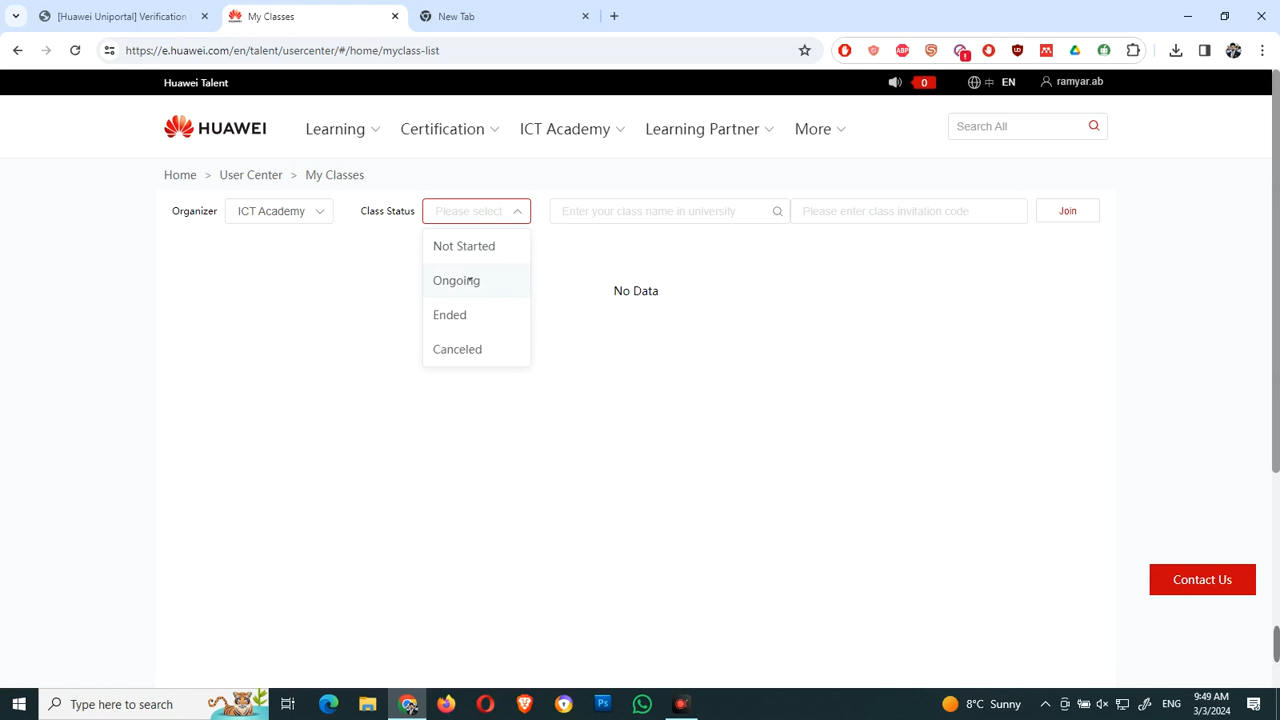 [Huawei Uniportal] Verification
My Classes
New Tab
https://e.huawei.com/en/talent/usercenter/#/home/myclass-list
Huawei Talent
0
中 EN
ramyar.ab
HUAWEI
Learning
Certification
ICT Academy
Learning Partner
More
Search All
Home > User Center > My Classes
Organizer
ICT Academy
Class Status
Please select
Enter your class name in university
Please enter class invitation code
Join
Not Started
Ongoing
Ended
Canceled
No Data
Contact Us
Type here to search
8°C Sunny
ENG
9:49 AM
3/3/2024